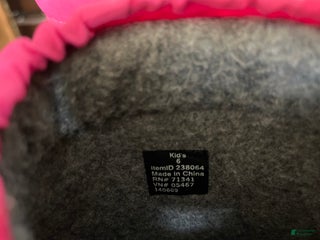 Kid's
6
ItemID 238064
Made in China
RN# 71341
VN# 05467